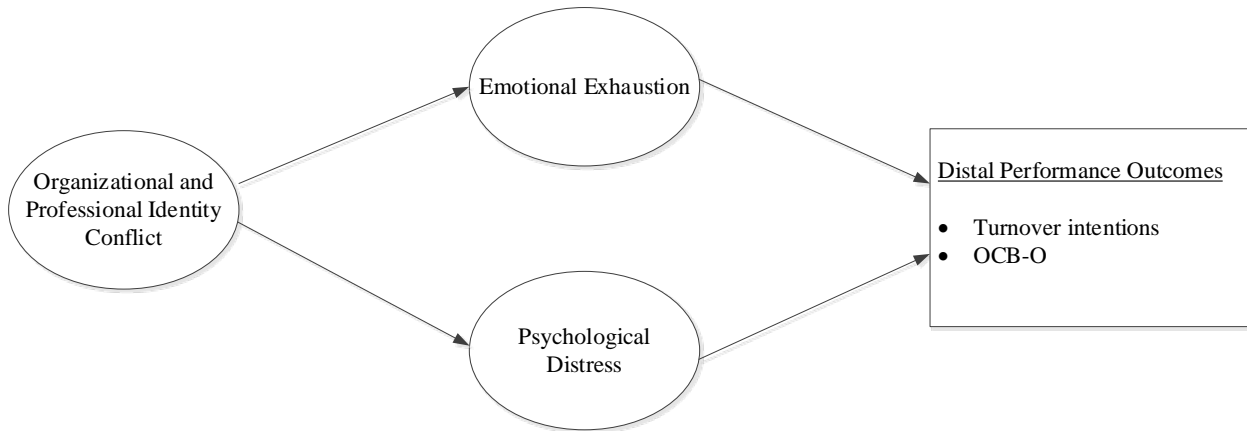 Emotional Exhaustion
Organizational and
Professional Identity
Conflict
Distal Performance Outcomes
● Turnover intentions
● OCB-O
Psychological
Distress